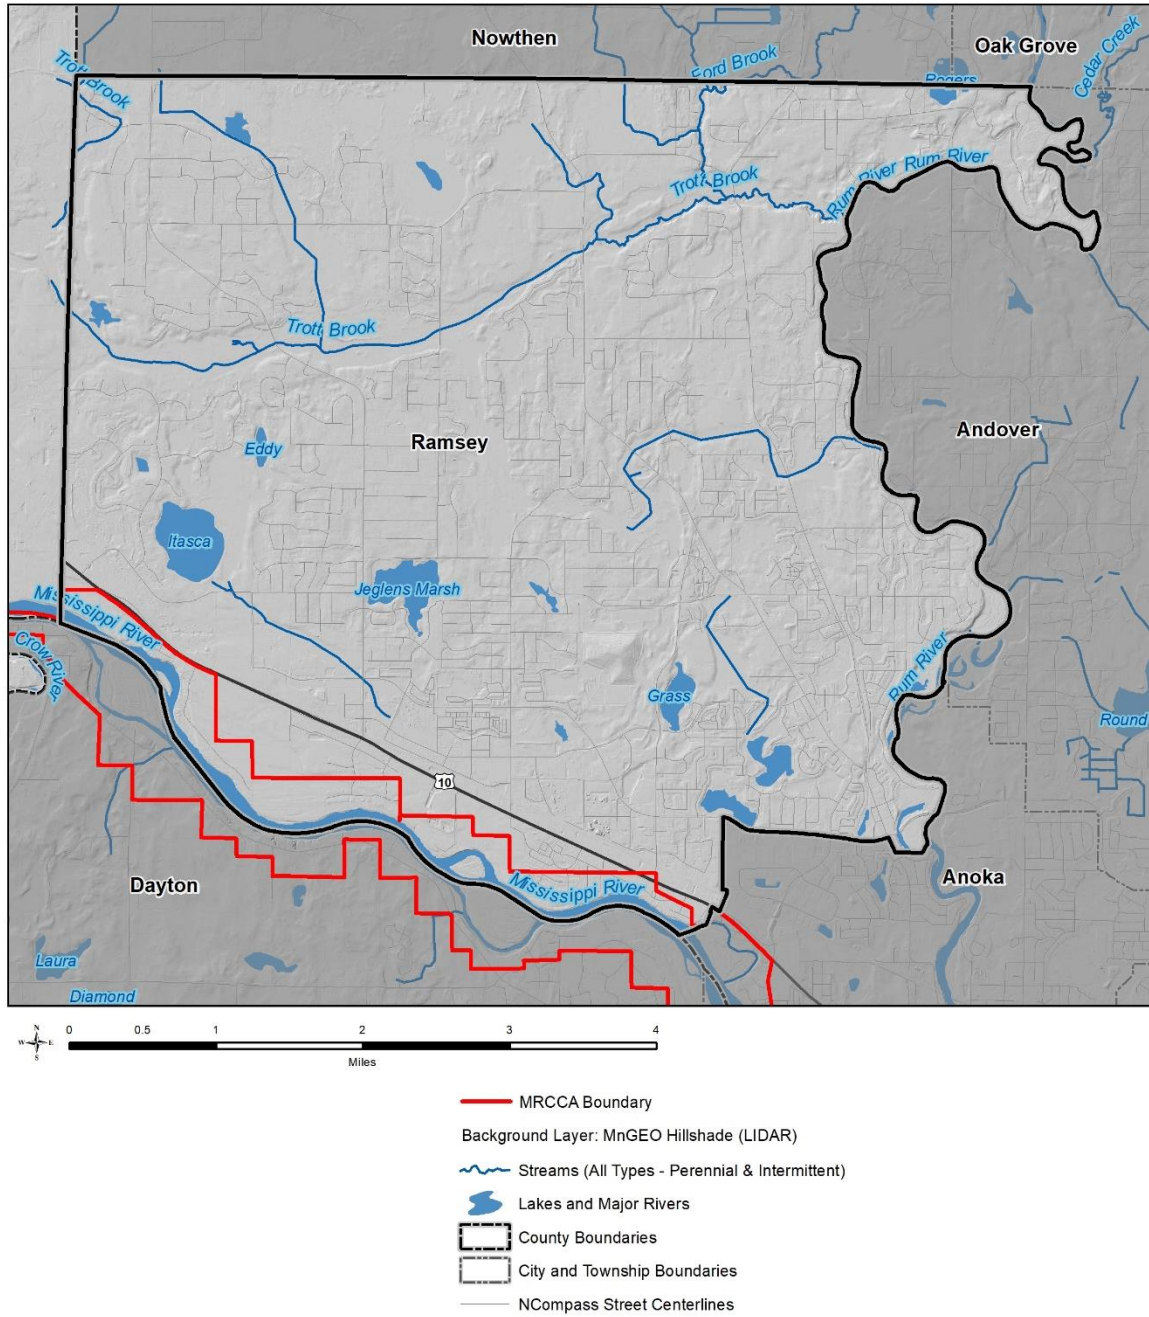 Nowthen
Oak Grove
Trott Brook
Ford Brook
Rogers
Cedar Creek
Trott Brook
Rum River Rum River
Trott Brook
Ramsey
Andover
Eddy
Itasca
Jeglens Marsh
Mississippi River
Crow River
Rum River
Grass
Round
10
Dayton
Mississippi River
Anoka
Laura
Diamond
N
W E
S
0 0.5 1 2 3 4
Miles
MRCCA Boundary
Background Layer: MnGEO Hillshade (LIDAR)
Streams (All Types - Perennial & Intermittent)
Lakes and Major Rivers
County Boundaries
City and Township Boundaries
NCompass Street Centerlines